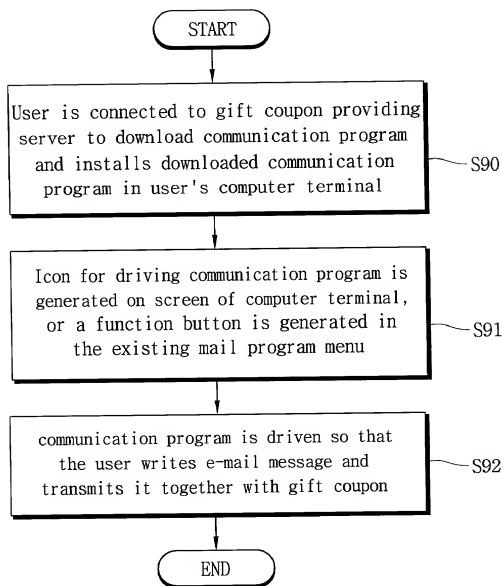 START
User is connected to gift coupon providing
server to download communication program
and installs downloaded communication
program in user's computer terminal
S90
Icon for driving communication program is
generated on screen of computer terminal,
or a function button is generated in
the existing mail program menu
S91
communication program is driven so that
the user writes e-mail message and
transmits it together with gift coupon
S92
END